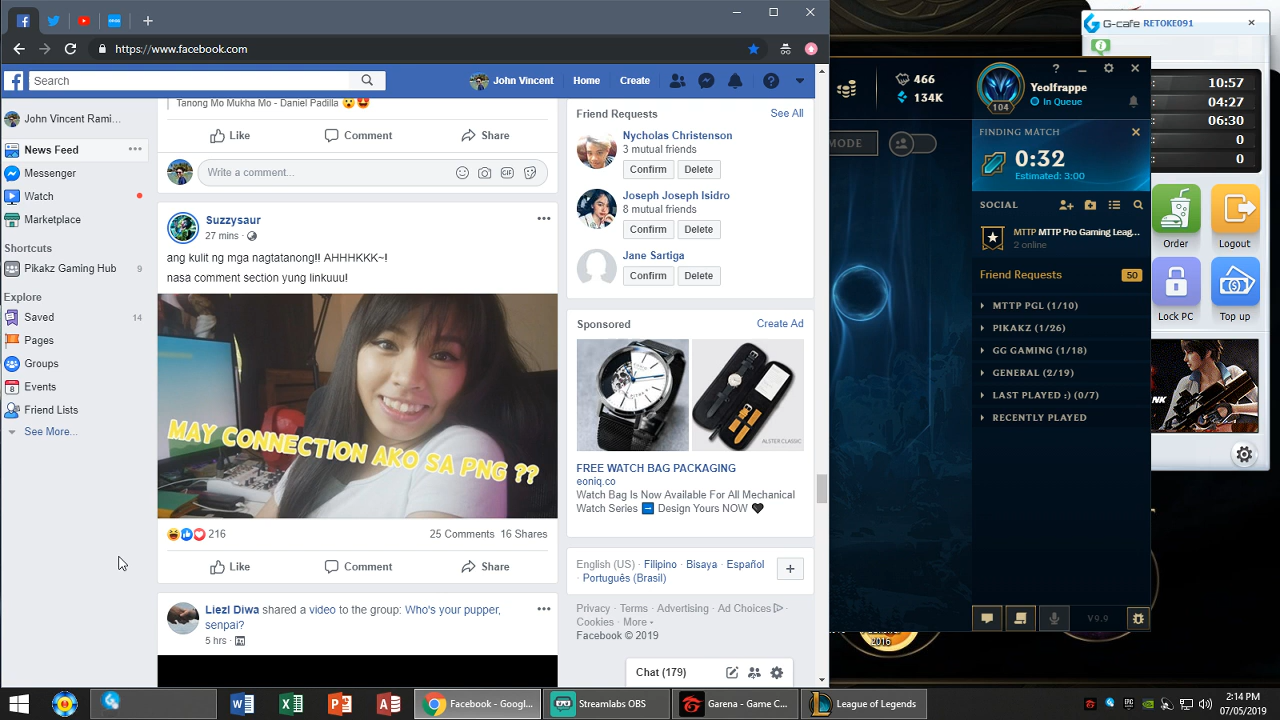 https://www.facebook.com
Search
John Vincent
Home
Create
John Vincent Rami...
News Feed
Messenger
Watch
Marketplace
Shortcuts
Pikakz Gaming Hub 9
Explore
Saved 14
Pages
Groups
Events
Friend Lists
See More...
Tanong Mo Mukha Mo - Daniel Padilla
Like Comment Share
Write a comment...
GIF
Suzzysaur
27 mins ·
ang kulit ng mga nagtatanong!! AHHHKKK~!
nasa comment section yung linkuuu!
MAY CONNECTION AKO SA PNG ??
216 25 Comments 16 Shares
Like Comment Share
Liezl Diwa shared a video to the group: Who's your pupper,
senpai?
5 hrs ·
Friend Requests See All
Nycholas Christenson
3 mutual friends
Confirm Delete
Joseph Joseph Isidro
8 mutual friends
Confirm Delete
Jane Sartiga
Confirm Delete
Sponsored Create Ad
ALSTER CLASSIC
FREE WATCH BAG PACKAGING
eoniq.co
Watch Bag Is Now Available For All Mechanical
Watch Series Design Yours NOW
English (US) · Filipino · Bisaya · Español
· Português (Brasil)
Privacy · Terms · Advertising · Ad Choices ·
Cookies · More
Facebook © 2019
Chat (179)
466
134K
MODE
Yeolfrappe
In Queue
104
FINDING MATCH
0:32
Estimated: 3:00
SOCIAL
MTTP MTTP Pro Gaming Leag...
2 online
Friend Requests 50
MTTP PGL (1/10)
PIKAKZ (1/26)
GG GAMING (1/18)
GENERAL (2/19)
LAST PLAYED :) (0/7)
RECENTLY PLAYED
V9.9
2016
G-cafe RETOKE091
10:57
04:27
06:30
0
0
Order
Logout
Lock PC
Top up
Facebook - Googl...
Streamlabs OBS
Garena - Game C...
League of Legends
2:14 PM
07/05/2019